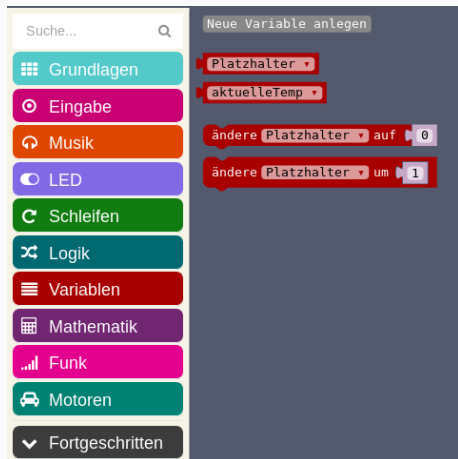 Suche...
Grundlagen
Eingabe
Musik
LED
Schleifen
Logik
Variablen
Mathematik
Funk
Motoren
Fortgeschritten
Neue Variable anlegen
Platzhalter
aktuelleTemp
ändere Platzhalter auf 0
ändere Platzhalter um 1